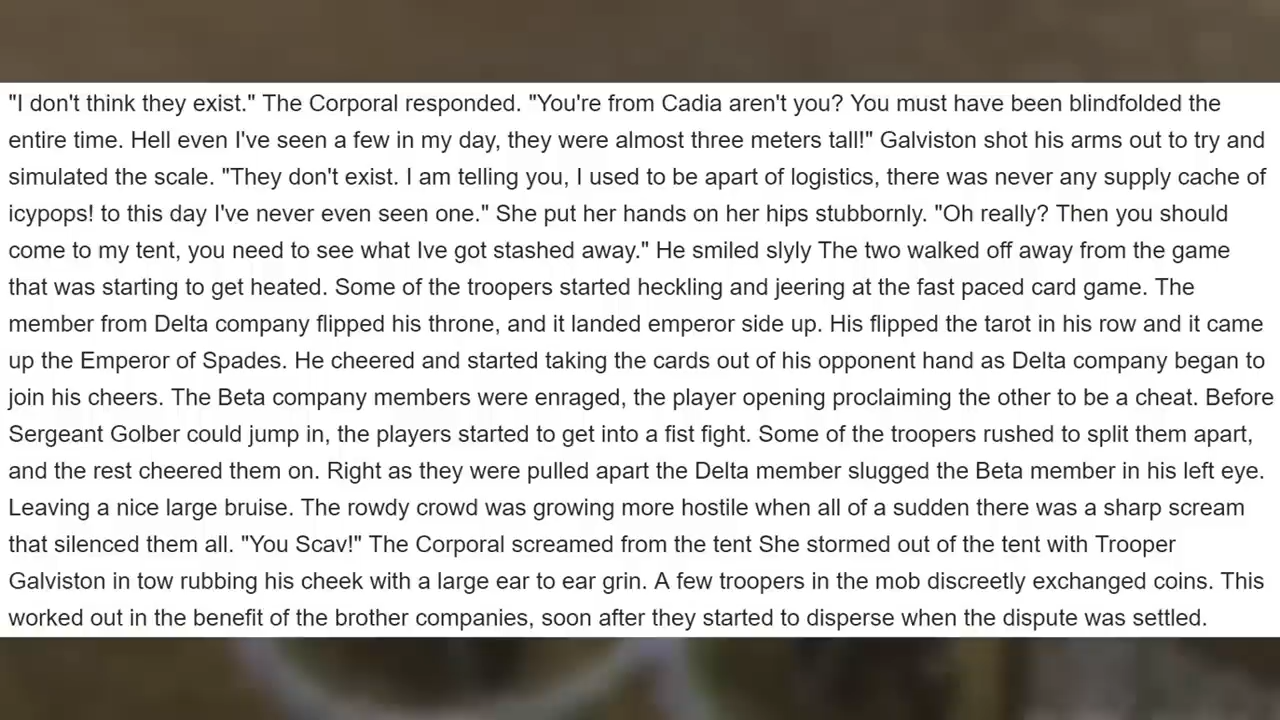 "I don't think they exist." The Corporal responded. "You're from Cadia aren't you? You must have been blindfolded the
entire time. Hell even I've seen a few in my day, they were almost three meters tall!" Galviston shot his arms out to try and
simulated the scale. "They don't exist. I am telling you, I used to be apart of logistics, there was never any supply cache of
icypops! to this day I've never even seen one." She put her hands on her hips stubbornly. "Oh really? Then you should
come to my tent, you need to see what Ive got stashed away." He smiled slyly The two walked off away from the game
that was starting to get heated. Some of the troopers started heckling and jeering at the fast paced card game. The
member from Delta company flipped his throne, and it landed emperor side up. His flipped the tarot in his row and it came
up the Emperor of Spades. He cheered and started taking the cards out of his opponent hand as Delta company began to
join his cheers. The Beta company members were enraged, the player opening proclaiming the other to be a cheat. Before
Sergeant Golber could jump in, the players started to get into a fist fight. Some of the troopers rushed to split them apart,
and the rest cheered them on. Right as they were pulled apart the Delta member slugged the Beta member in his left eye.
Leaving a nice large bruise. The rowdy crowd was growing more hostile when all of a sudden there was a sharp scream
that silenced them all. "You Scav!" The Corporal screamed from the tent She stormed out of the tent with Trooper
Galviston in tow rubbing his cheek with a large ear to ear grin. A few troopers in the mob discreetly exchanged coins. This
worked out in the benefit of the brother companies, soon after they started to disperse when the dispute was settled.